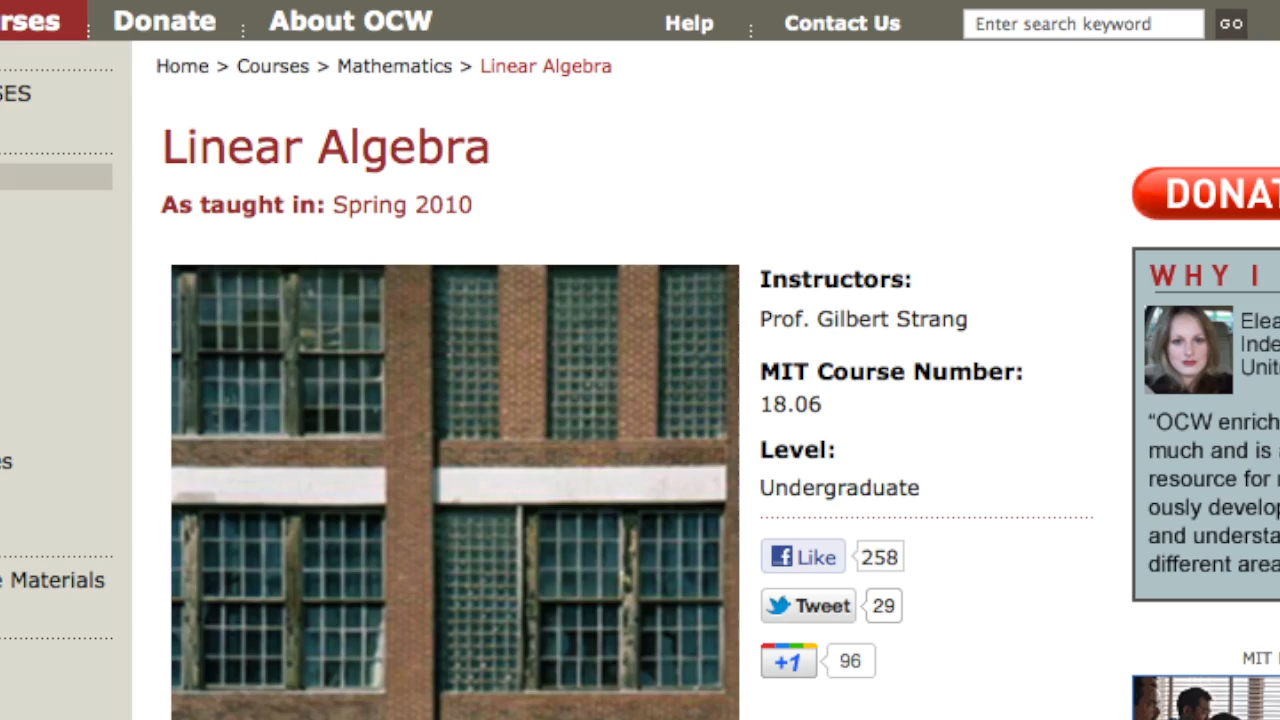 rses Donate About OCW Help Contact Us Enter search keyword GO
Home > Courses > Mathematics > Linear Algebra
SES
Linear Algebra
As taught in: Spring 2010
DONAT
WHY I
Instructors:
Prof. Gilbert Strang
Elea
Inde
Unit
MIT Course Number:
18.06
“OCW enrich
much and is a
resource for
ously develop
and understa
different area
Level:
Undergraduate
s
Like 258
Tweet 29
+1 96
e Materials
MIT